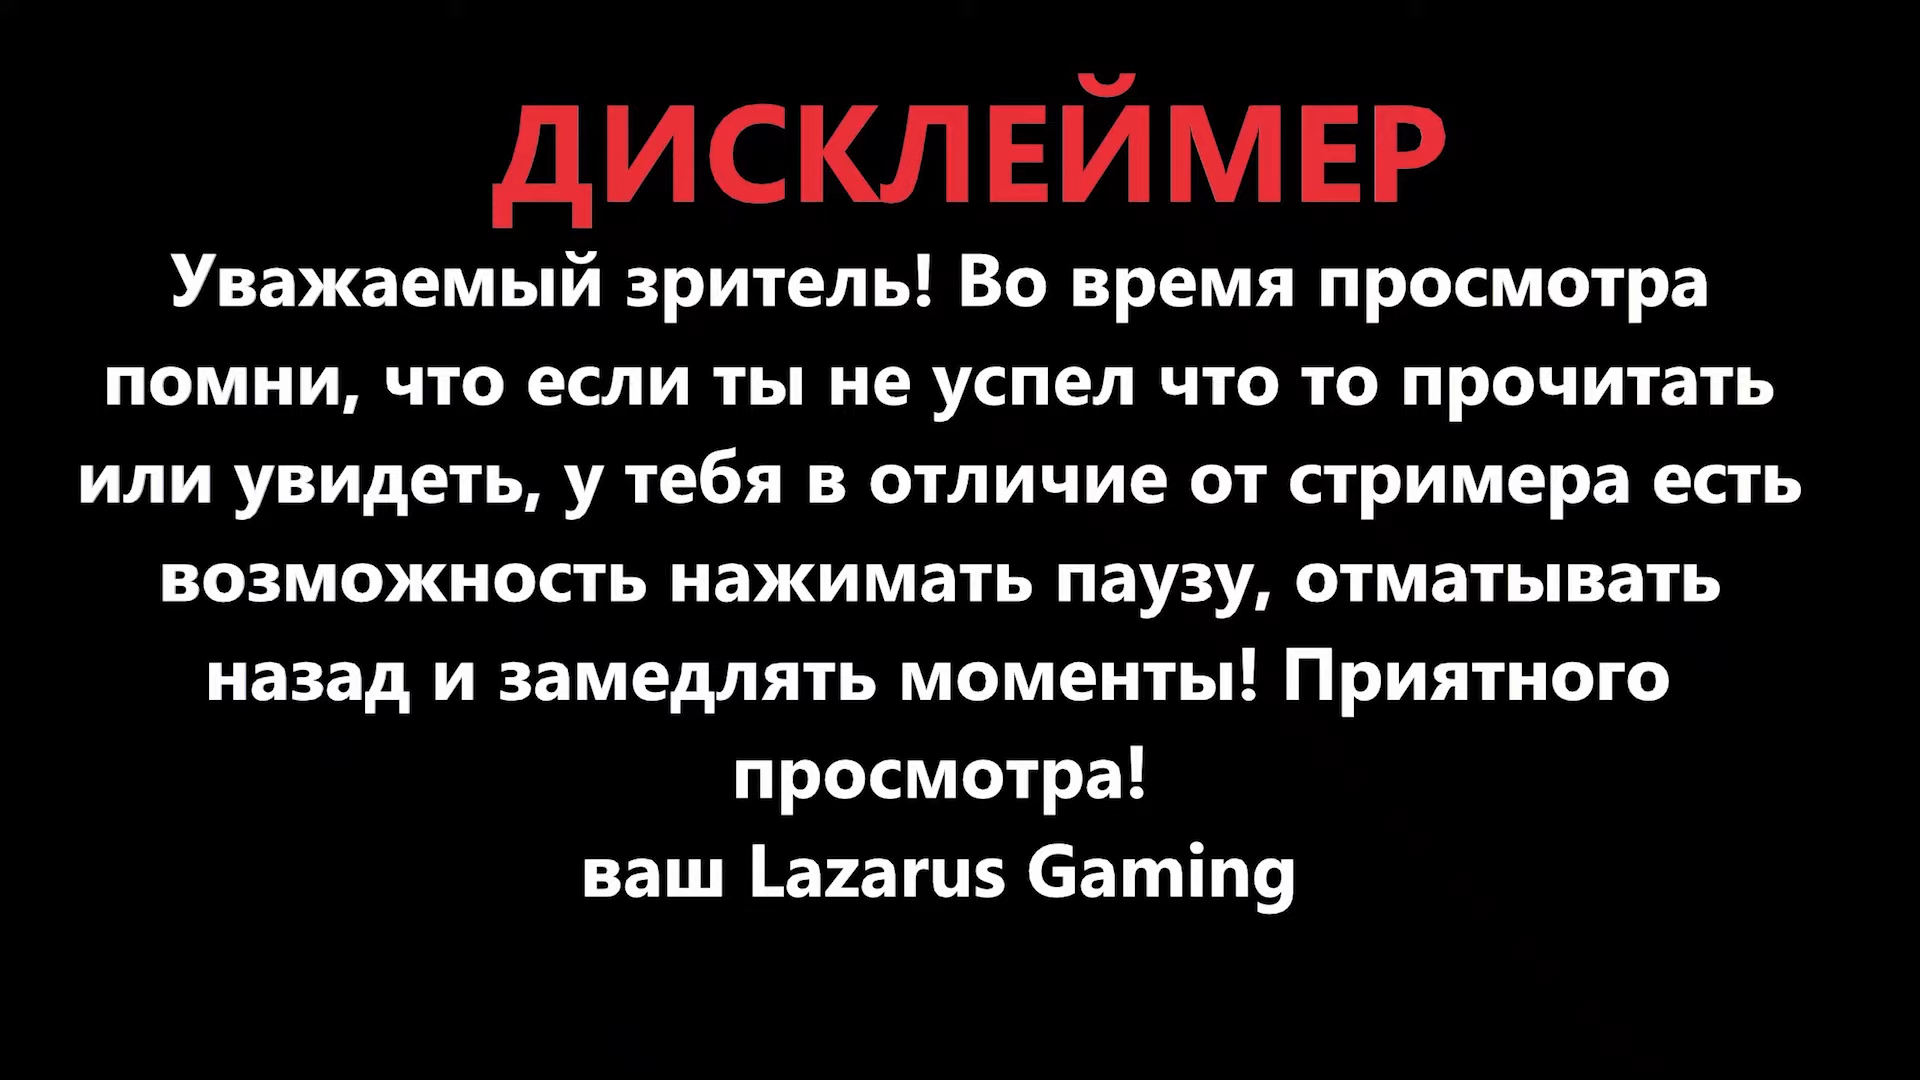 ДИСКЛЕЙМЕР
Уважаемый зритель! Во время просмотра
помни, что если ты не успел что то прочитать
или увидеть, у тебя в отличие от стримера есть
возможность нажимать паузу, отматывать
назад и замедлять моменты! Приятного
просмотра!
ваш Lazarus Gaming